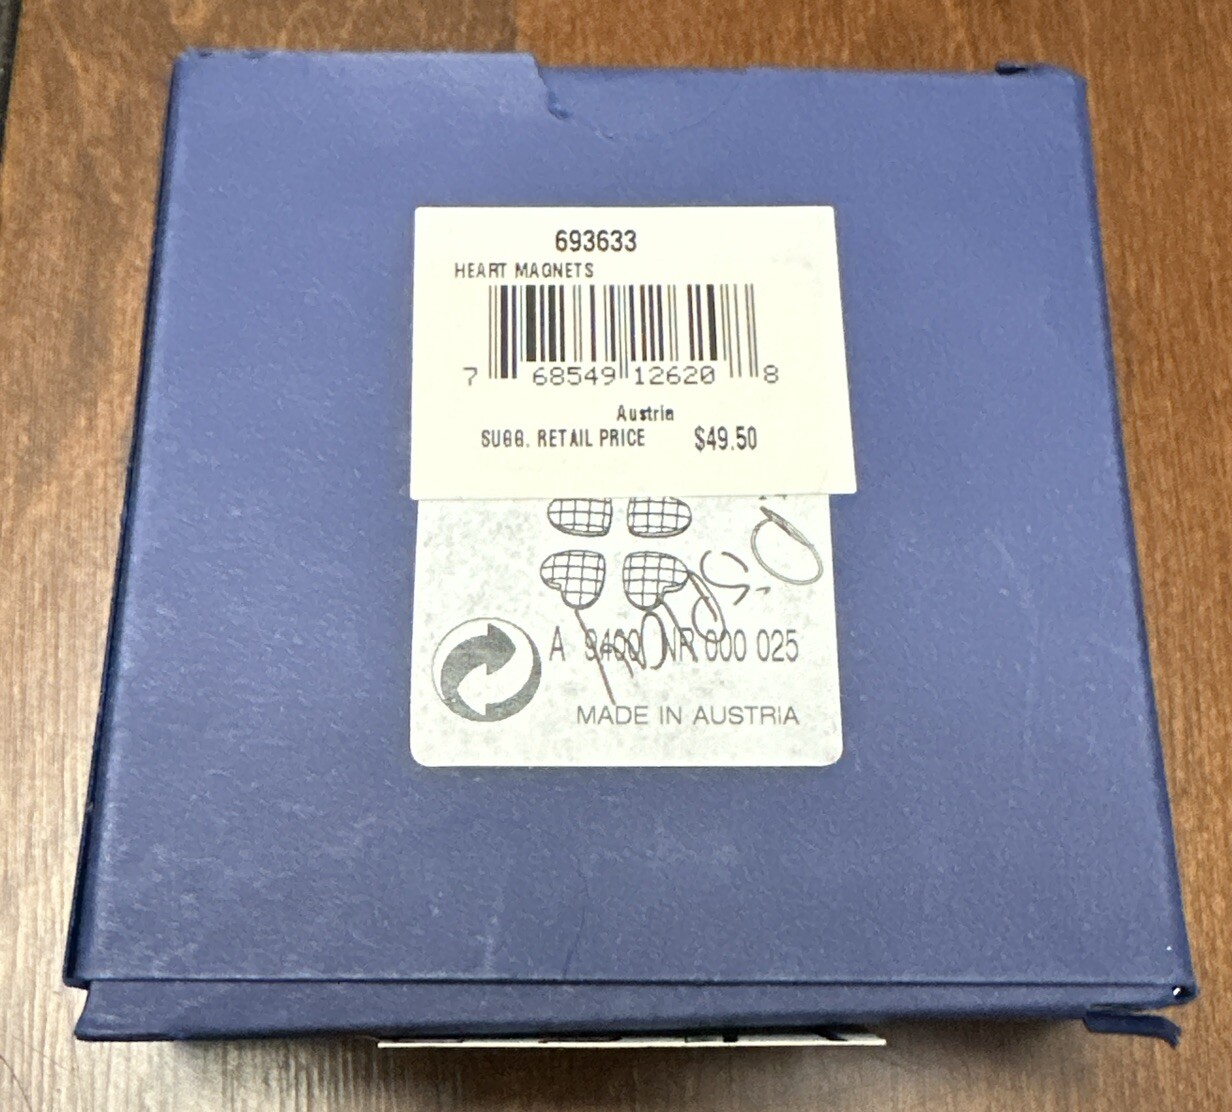 693633
HEART MAGNETS
7 68549 12620 8
Austria
SUGG. RETAIL PRICE $49.50
A 9400 NR 000 025
MADE IN AUSTRIA